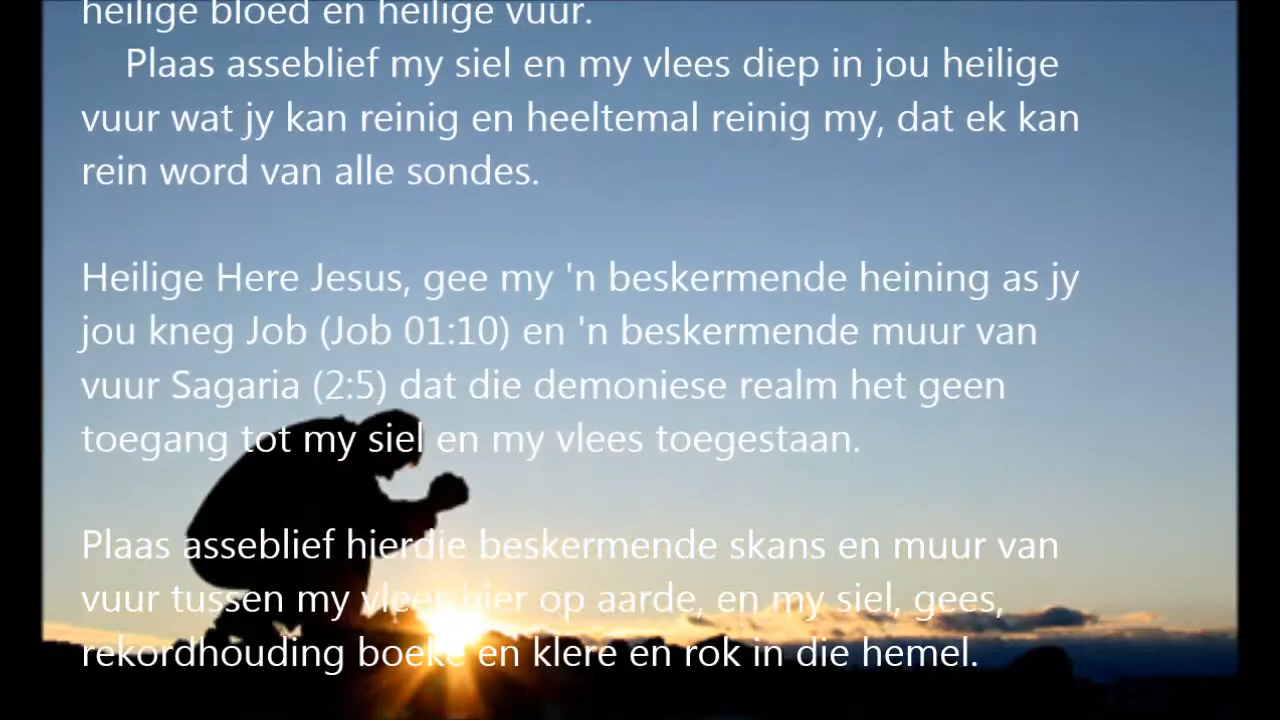 heilige bloed en heilige vuur.
Plaas asseblief my siel en my vlees diep in jou heilige
vuur wat jy kan reinig en heeltemal reinig my, dat ek kan
rein word van alle sondes.
Heilige Here Jesus, gee my 'n beskermende heining as jy
jou kneg Job (Job 01:10) en 'n beskermende muur van
vuur Sagaria (2:5) dat die demoniese realm het geen
toegang tot my siel en my vlees toegestaan.
Plaas asseblief hierdie beskermende skans en muur van
vuur tussen my vlees hier op aarde, en my siel, gees,
rekordhouding boeke en klere en rok in die hemel.